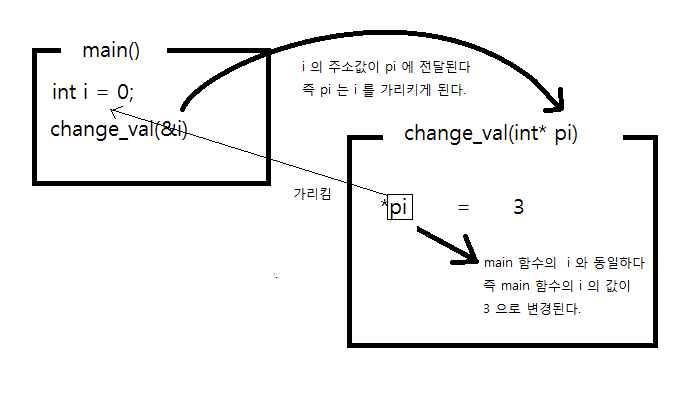 main()
int i = 0;
change_val(&i)
i 의 주소값이 pi 에 전달된다
즉 pi 는 i 를 가리키게 된다.
change_val(int* pi)
가리킴
*pi = 3
main 함수의 i 와 동일하다
즉 main 함수의 i 의 값이
3 으로 변경된다.